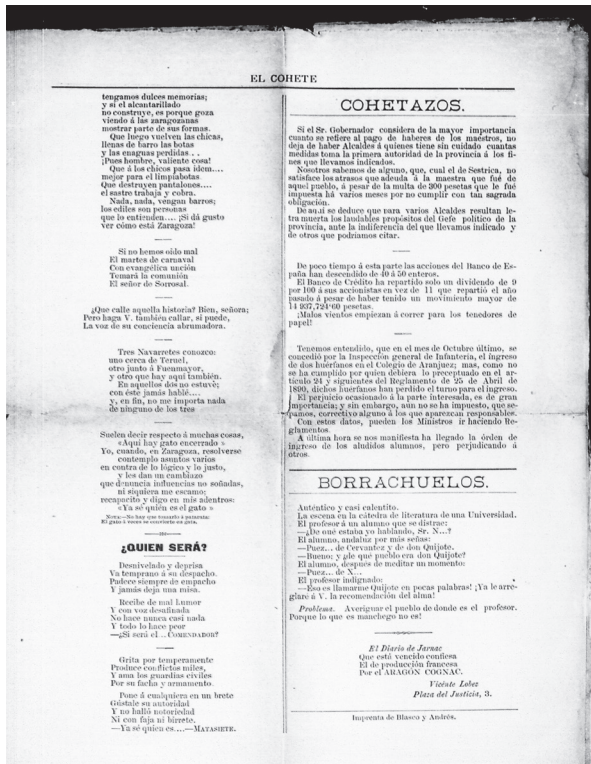 EL COHETE
tengamos dulces memorias;
y si el alcantarillado
no construye, es porque goza
viendo á las zaragozanas
mostrar parte de sus formas.
Que luego vuelven las chicas,
llenas de barro las botas
y las enaguas perdidas . .
¡Pues hombre, valiente cosa!
Que á los chicos pasa idem....
mejor para el limpiabotas
Que destruyen pantalones....
el sastre trabaja y cobra.
Nada, nada, vengan barros;
los ediles son personas
que lo entienden.... ¡Si dá gusto
ver cómo está Zaragoza!
Si no hemos oido mal
El martes de carnaval
Con evangélica unción
Tomará la comunión
El señor de Sorrosal.
¿Que calle aquella historia? Bien, señora;
Pero haga V. también callar, si puede,
La voz de su conciencia abrumadora.
Tres Navarretes conozco:
uno cerca de Teruel,
otro junto á Fuenmayor,
y otro que hay aquí también.
En aquellos dos no estuve;
con éste jamás hablé....
y, en fin, no me importa nada
de ninguno de los tres
Suelen decir respecto á muchas cosas,
«Aquí hay gato encerrado »
Yo, cuando, en Zaragoza, resolverse
contemplo asuntos varios
en contra de lo lógico y lo justo,
y les dan un cambiazo
que denuncia influencias no soñadas,
ni siquiera me escamo;
recapacito y digo en mis adentros:
«Ya sé quién es el gato »
NOTA:—No hay que tomarlo á patarata:
El gato á veces se convierte en gata.
¿QUIEN SERÁ?
Desnivelado y deprisa
Va temprano á su despacho.
Padece siempre de empacho
Y jamás deja una misa.
Recibe de mal humor
Y con voz desafinada
No hace nunca casi nada
Y todo lo hace peor
—¿Si será el... COMENDADOR?
Grita por temperamente
Produce conflictos miles,
Y ama los guardias civiles
Por su facha y armamento.
Pone á cualquiera en un brete
Gústale su autoridad
Y no halló notoriedad
Ni con faja ni birrete.
—Ya sé quien es....—MATASIETE.
COHETAZOS.
Si el Sr. Gobernador considera de la mayor importancia
cuanto se refiere al pago de haberes de los maestros, no
deja de haber Alcaldes á quienes tiene sin cuidado cuantas
medidas toma la primera autoridad de la provincia á los fi-
nes que llevamos indicados.
Nosotros sabemos de alguno, que, cual el de Sestrica, no
satisface los atrasos que adeuda á la maestra que fué de
aquel pueblo, á pesar de la multa de 300 pesetas que le fué
impuesta há varios meses por no cumplir con tan sagrada
obligación.
De aquí se deduce que para varios Alcaldes resultan le-
tra muerta los laudables propósitos del Gefe político de la
provincia, ante la indiferencia del que llevamos indicado y
de otros que podríamos citar.
De poco tiempo á esta parte las acciones del Banco de Es-
paña han descendido de 40 á 50 enteros.
El Banco de Crédito ha repartido solo un dividendo de 9
por 100 á sus accionistas en vez de 11 que repartió el año
pasado á pesar de haber tenido un movimiento mayor de
14 937,724'60 pesetas.
¡Malos vientos empiezan á correr para los tenedores de
papel!
Tenemos entendido, que en el mes de Octubre último, se
concedió por la Inspección general de Infantería, el ingreso
de dos huérfanos en el Colegio de Aranjuez; mas, como no
se ha cumplido por quien debiera lo preceptuado en el ar-
tículo 24 y siguientes del Reglamento de 25 de Abril de
1890, dichos huérfanos han perdido el turno para el ingreso.
El perjuicio ocasionado á la parte interesada, es de gran
importancia; y sin embargo, aun no se ha impuesto, que se-
pamos, correctivo alguno á los que aparezcan responsables.
Con estos datos, pueden los Ministros ir haciendo Re-
glamentos.
A última hora se nos manifiesta ha llegado la órden de
ingreso de los aludidos alumnos, pero perjudicando á
otros.
BORRACHUELOS.
Auténtico y casi calentito.
La escena en la cátedra de literatura de una Universidad.
El profesor á un alumno que se distrae:
—¿De qué estaba yo hablando, Sr. N...?
El alumno, andaluz por más señas:
—Puez... de Cervantez y de don Quijote.
—Bueno; y ¿de qué pueblo era don Quijote?
El alumno, después de meditar un momento:
—Puez... de X...
El profesor indignado:
—Eso es llamarme Quijote en pocas palabras! ¡Ya le arre-
glaré á V. la recomendación del alma!
Problema. Averiguar el pueblo de donde es el profesor.
Porque lo que es manchego no es!
El Diario de Jarnac
Que está vencido confiesa
El de producción francesa
Por el ARAGÓN COGNAC.
Vicénte Lobez
Plaza del Justicia, 3.
Imprenta de Blasco y Andrés.